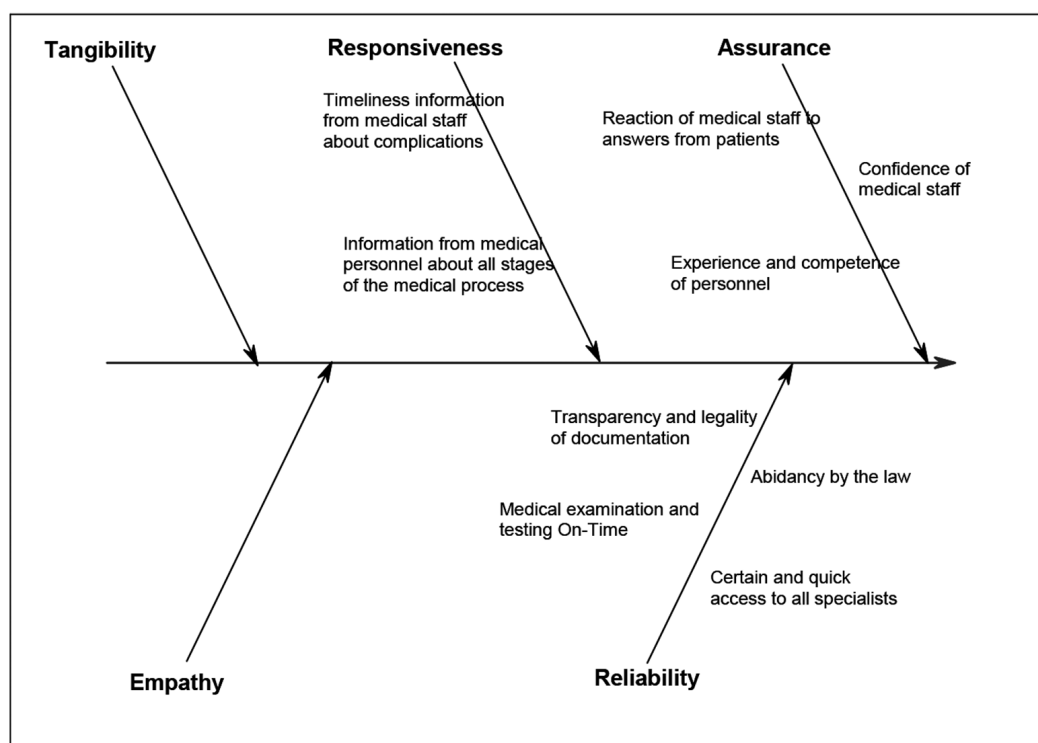 Tangibility
Responsiveness
Assurance
Timeliness information
from medical staff
about complications
Reaction of medical staff to
answers from patients
Confidence of
medical staff
Information from medical
personnel about all stages
of the medical process
Experience and competence
of personnel
Transparency and legality
of documentation
Abidancy by the law
Medical examination and
testing On-Time
Certain and quick
access to all specialists
Empathy
Reliability